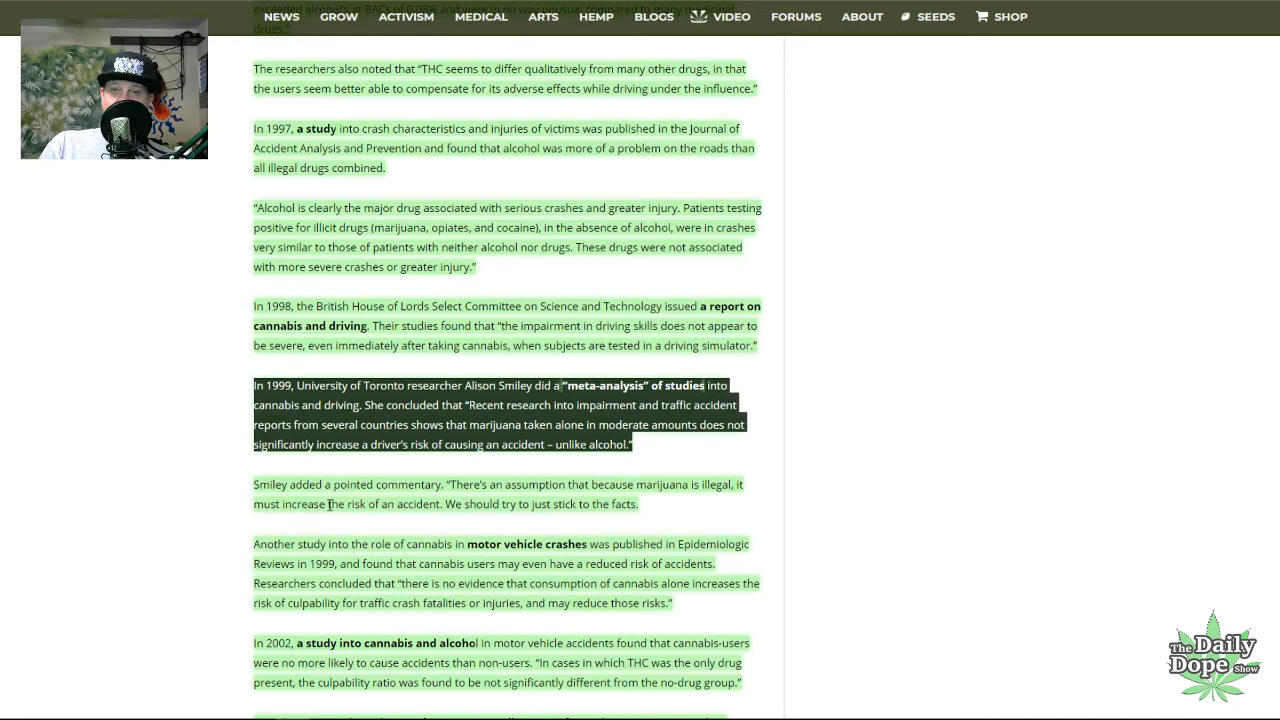 exceeded alcohol's at BACs of 0.08% and were in no way unusual compared to many medicinal
NEWS GROW ACTIVISM MEDICAL ARTS HEMP BLOGS VIDEO FORUMS ABOUT SEEDS SHOP
drugs."
The researchers also noted that “THC seems to differ qualitatively from many other drugs, in that
the users seem better able to compensate for its adverse effects while driving under the influence.”
In 1997, a study into crash characteristics and injuries of victims was published in the Journal of
Accident Analysis and Prevention and found that alcohol was more of a problem on the roads than
all illegal drugs combined.
“Alcohol is clearly the major drug associated with serious crashes and greater injury. Patients testing
positive for illicit drugs (marijuana, opiates, and cocaine), in the absence of alcohol, were in crashes
very similar to those of patients with neither alcohol nor drugs. These drugs were not associated
with more severe crashes or greater injury.”
In 1998, the British House of Lords Select Committee on Science and Technology issued a report on
cannabis and driving. Their studies found that “the impairment in driving skills does not appear to
be severe, even immediately after taking cannabis, when subjects are tested in a driving simulator.”
In 1999, University of Toronto researcher Alison Smiley did a “meta-analysis” of studies into
cannabis and driving. She concluded that “Recent research into impairment and traffic accident
reports from several countries shows that marijuana taken alone in moderate amounts does not
significantly increase a driver’s risk of causing an accident – unlike alcohol.”
Smiley added a pointed commentary. “There’s an assumption that because marijuana is illegal, it
must increase the risk of an accident. We should try to just stick to the facts.
Another study into the role of cannabis in motor vehicle crashes was published in Epidemiologic
Reviews in 1999, and found that cannabis users may even have a reduced risk of accidents.
Researchers concluded that “there is no evidence that consumption of cannabis alone increases the
risk of culpability for traffic crash fatalities or injuries, and may reduce those risks.”
In 2002, a study into cannabis and alcohol in motor vehicle accidents found that cannabis-users
were no more likely to cause accidents than non-users. “In cases in which THC was the only drug
present, the culpability ratio was found to be not significantly different from the no-drug group.”
The Daily
Dope Show